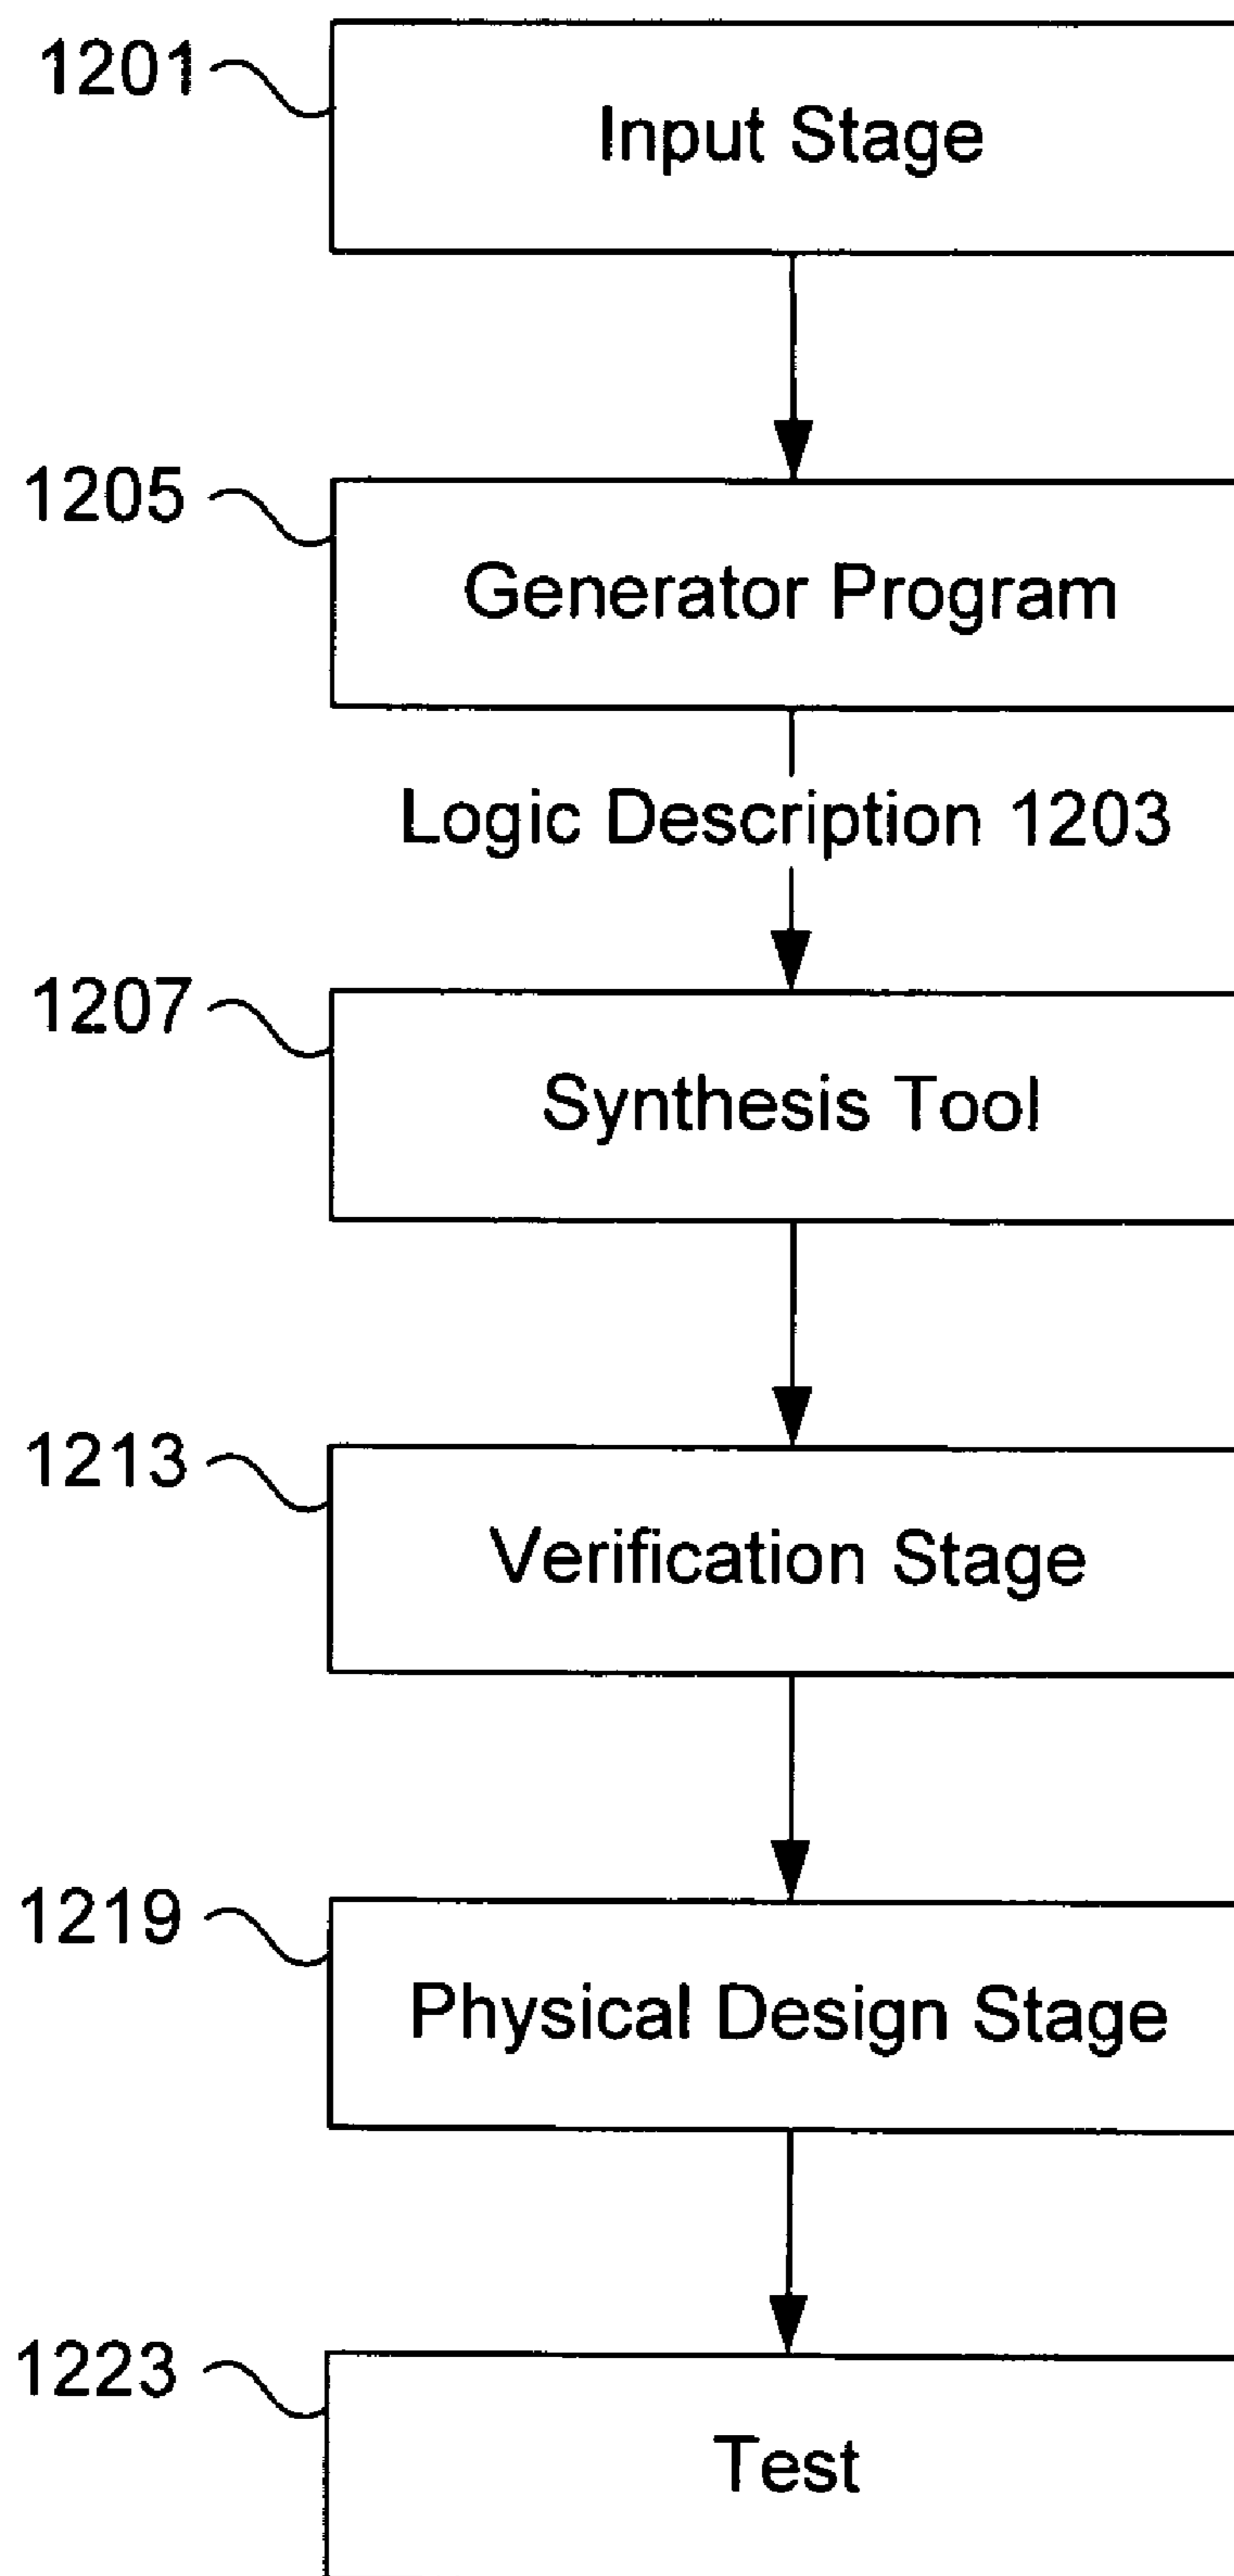 1201
Input Stage
1205
Generator Program
Logic Description 1203
1207
Synthesis Tool
1213
Verification Stage
1219
Physical Design Stage
1223
Test